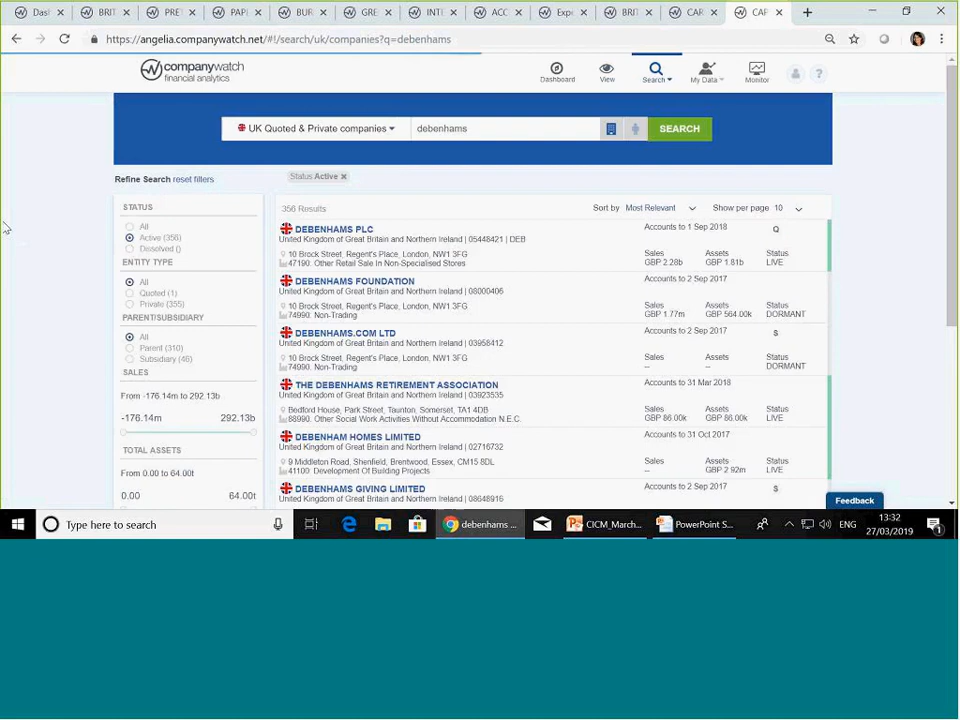 Das BRIT PRE PAPE BUR GRE INTE ACC Exp BRIT CAR CAP
https://angelia.companywatch.net/#!/search/uk/companies?q=debenhams
companywatch
financial analytics
Dashboard View Search My Data Monitor ?
UK Quoted & Private companies debenhams SEARCH
Refine Search reset filters Status Active
STATUS
All
Active (356)
Dissolved ()
ENTITY TYPE
All
Quoted (1)
Private (355)
PARENT/SUBSIDIARY
All
Parent (310)
Subsidiary (46)
SALES
From -176.14m to 292.13b
-176.14m 292.13b
TOTAL ASSETS
From 0.00 to 64.00t
0.00 64.00t
356 Results Sort by Most Relevant Show per page 10
DEBENHAMS PLC Accounts to 1 Sep 2018 Q
United Kingdom of Great Britain and Northern Ireland | 05448421 | DEB
10 Brock Street, Regent's Place, London, NW1 3FG Sales Assets Status
47190: Other Retail Sale In Non-Specialised Stores GBP 2.28b GBP 1.81b LIVE
DEBENHAMS FOUNDATION Accounts to 2 Sep 2017
United Kingdom of Great Britain and Northern Ireland | 08000406
10 Brock Street, Regent's Place, London, NW1 3FG Sales Assets Status
74990: Non-Trading GBP 1.77m GBP 564.00k DORMANT
DEBENHAMS.COM LTD Accounts to 2 Sep 2017 S
United Kingdom of Great Britain and Northern Ireland | 03958412
10 Brock Street, Regent's Place, London, NW1 3FG Sales Assets Status
74990: Non-Trading -- -- DORMANT
THE DEBENHAMS RETIREMENT ASSOCIATION Accounts to 31 Mar 2018
United Kingdom of Great Britain and Northern Ireland | 03923535
Bedford House, Park Street, Taunton, Somerset, TA1 4DB Sales Assets Status
88990: Other Social Work Activities Without Accommodation N.E.C. GBP 86.00k GBP 86.00k LIVE
DEBENHAM HOMES LIMITED Accounts to 31 Oct 2017
United Kingdom of Great Britain and Northern Ireland | 02716732
9 Middleton Road, Shenfield, Brentwood, Essex, CM15 8DL Sales Assets Status
41100: Development Of Building Projects -- GBP 2.92m LIVE
DEBENHAMS GIVING LIMITED Accounts to 2 Sep 2017 S
United Kingdom of Great Britain and Northern Ireland | 08648916
Feedback
Type here to search debenhams ... CICM_March... PowerPoint S... ENG 13:32
27/03/2019